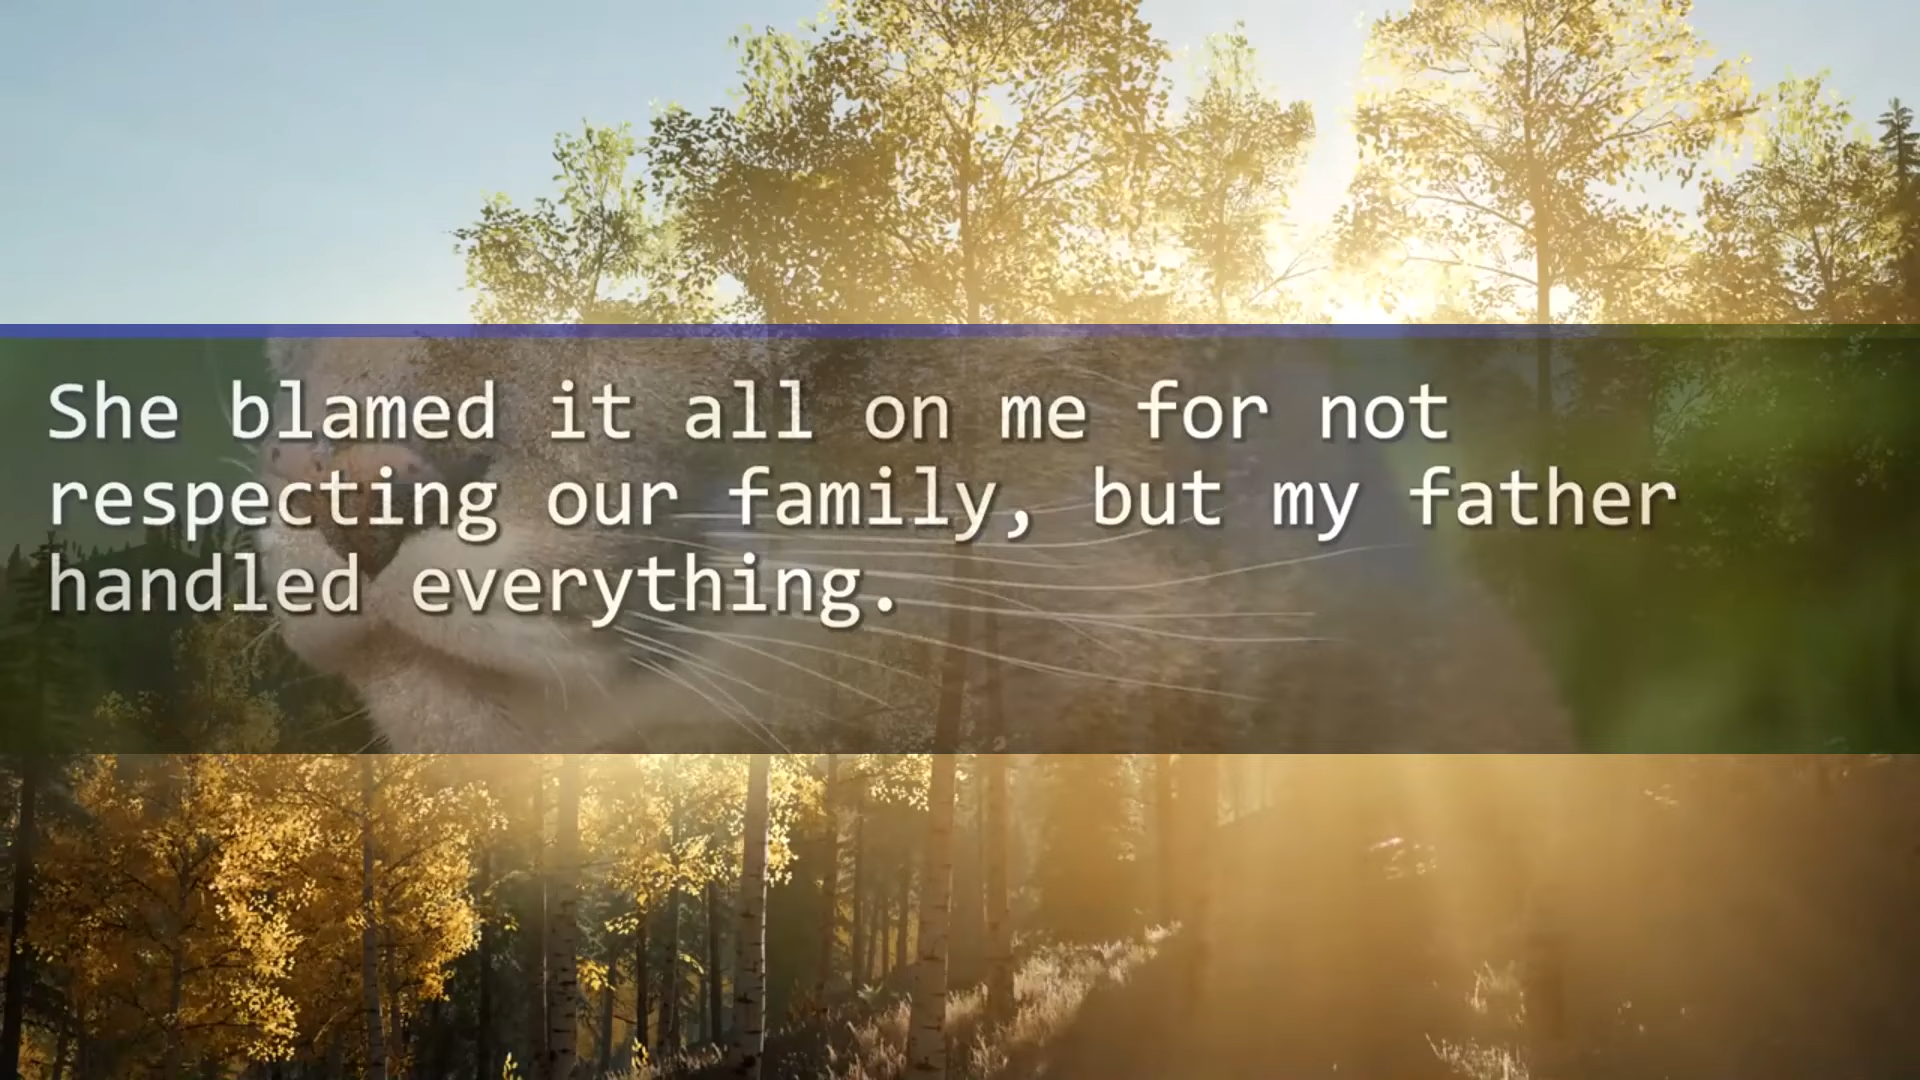 She blamed it all on me for not
respecting our family, but my father
handled everything.